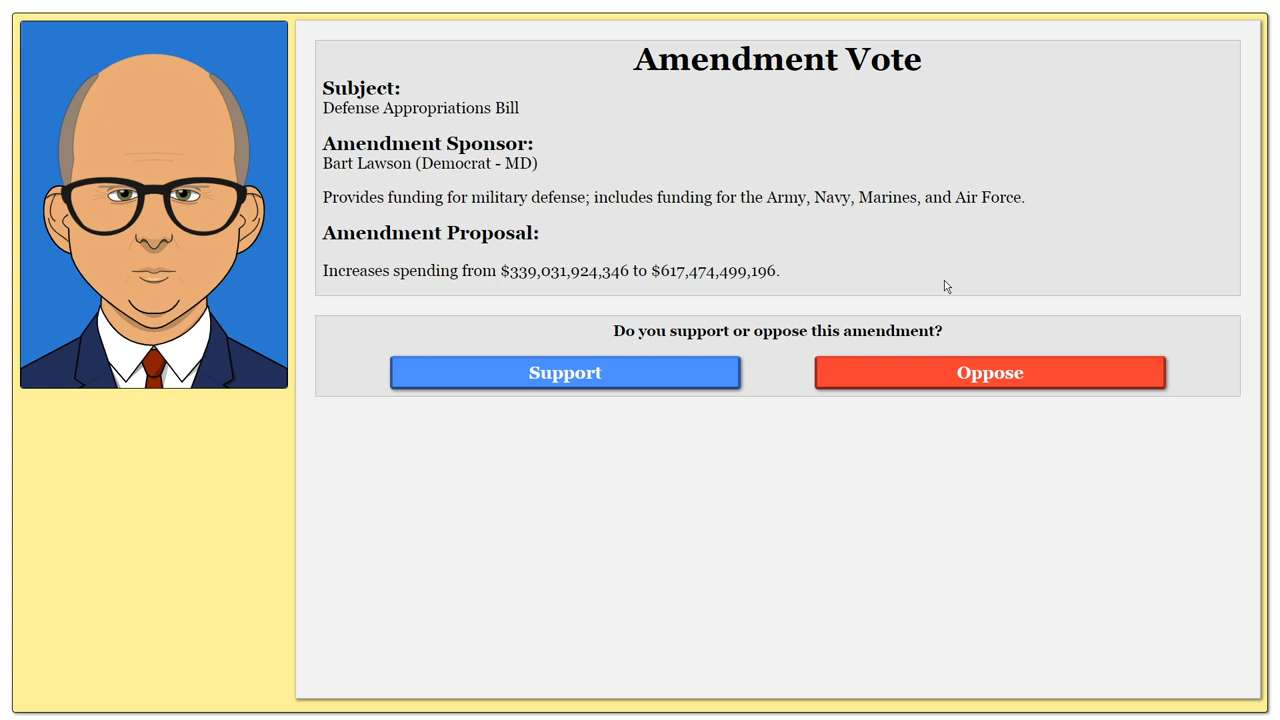 Amendment Vote
Subject:
Defense Appropriations Bill
Amendment Sponsor:
Bart Lawson (Democrat - MD)
Provides funding for military defense; includes funding for the Army, Navy, Marines, and Air Force.
Amendment Proposal:
Increases spending from $339,031,924,346 to $617,474,499,196.
Do you support or oppose this amendment?
Support
Oppose